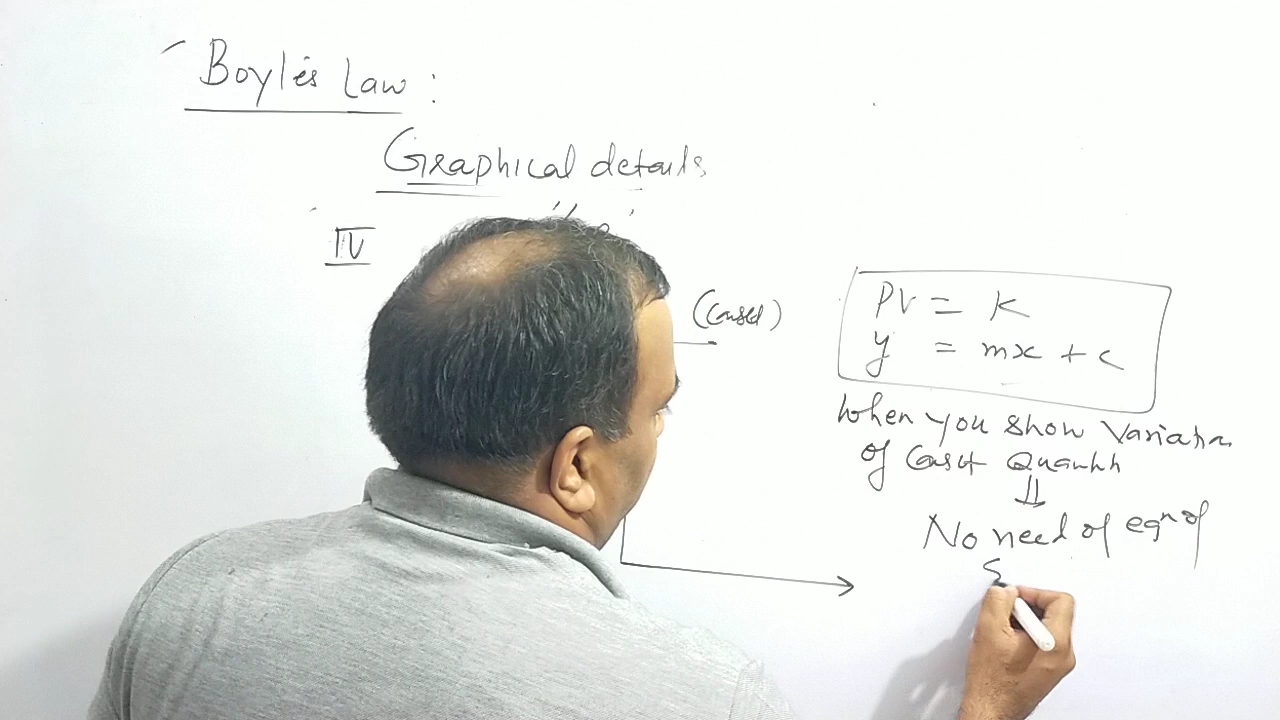 Boyle's Law :
Graphical details
IV
(Const)
PV = K
y = mx + c
When you show Variatn
of Const Quantity
⇓
No need of eqn of
S